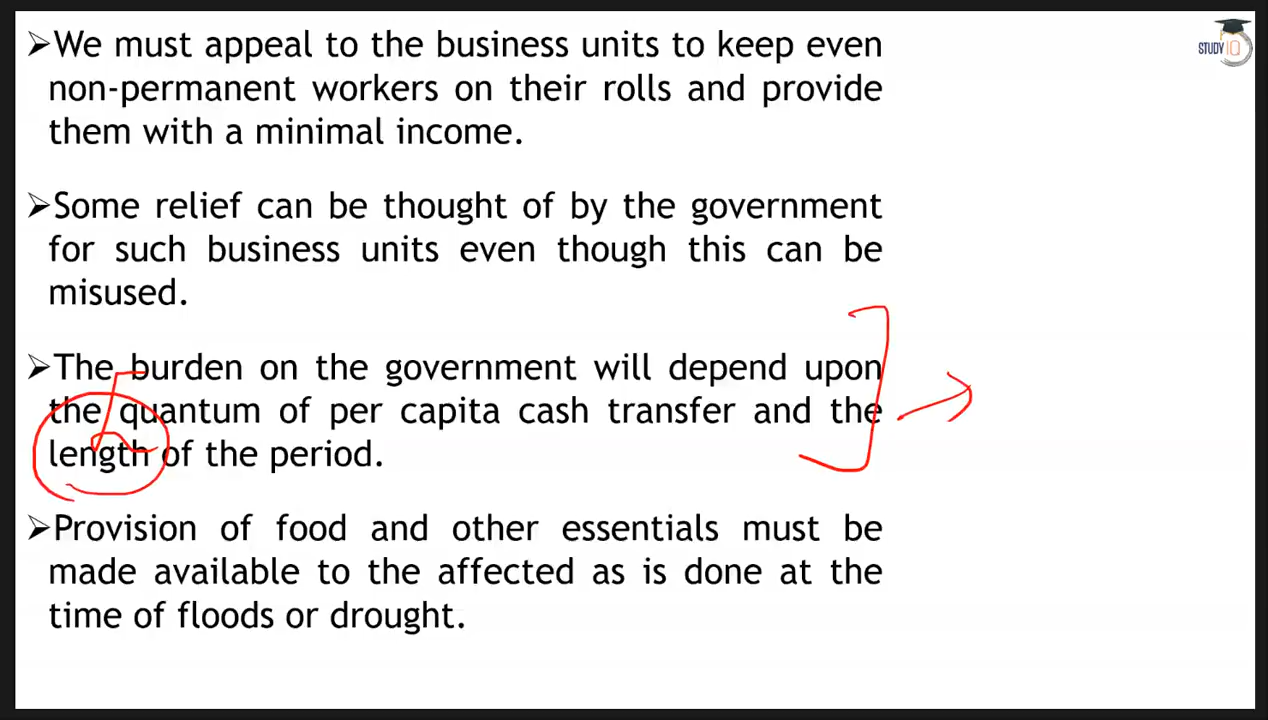 ➤We must appeal to the business units to keep even
non-permanent workers on their rolls and provide
them with a minimal income.
➤Some relief can be thought of by the government
for such business units even though this can be
misused.
➤The burden on the government will depend upon
the quantum of per capita cash transfer and the
length of the period.
➤Provision of food and other essentials must be
made available to the affected as is done at the
time of floods or drought.
STUDY IQ